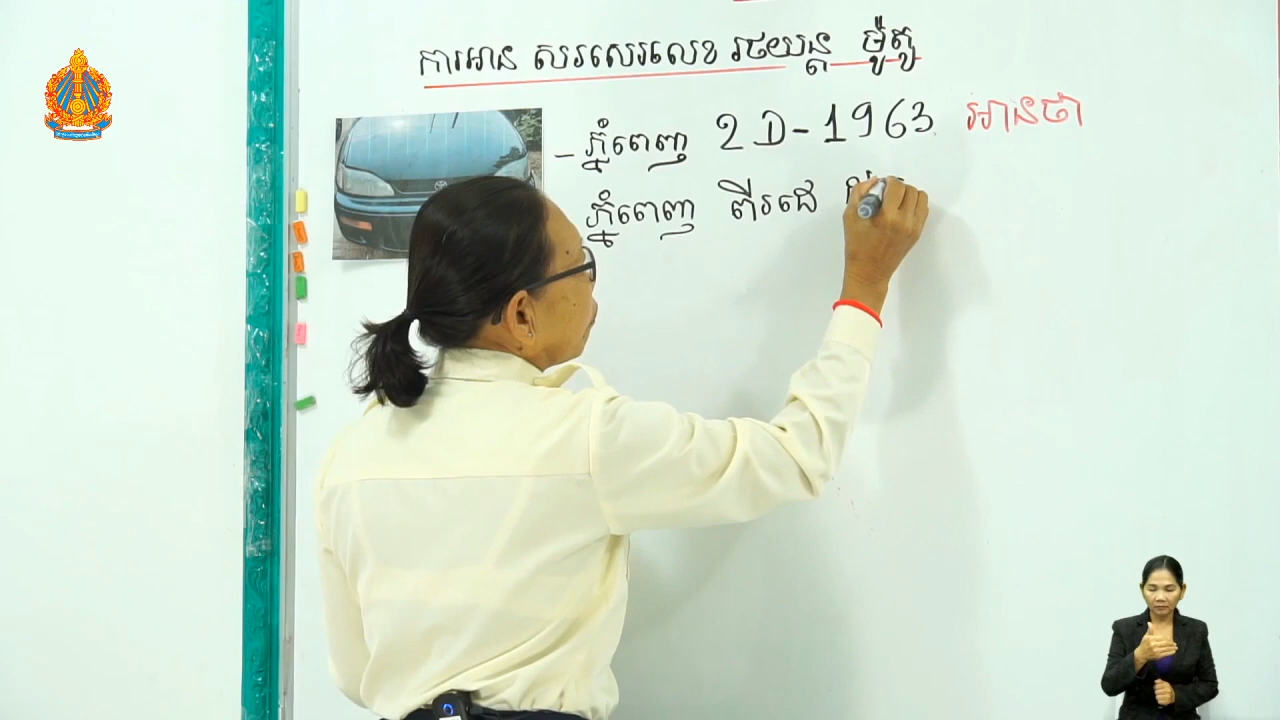 ការអាន សរសេរលេខ រថយន្ត ម៉ូតូ
– ភ្នំពេញ 2D-1963 អានថា
ភ្នំពេញ ពីរដេ